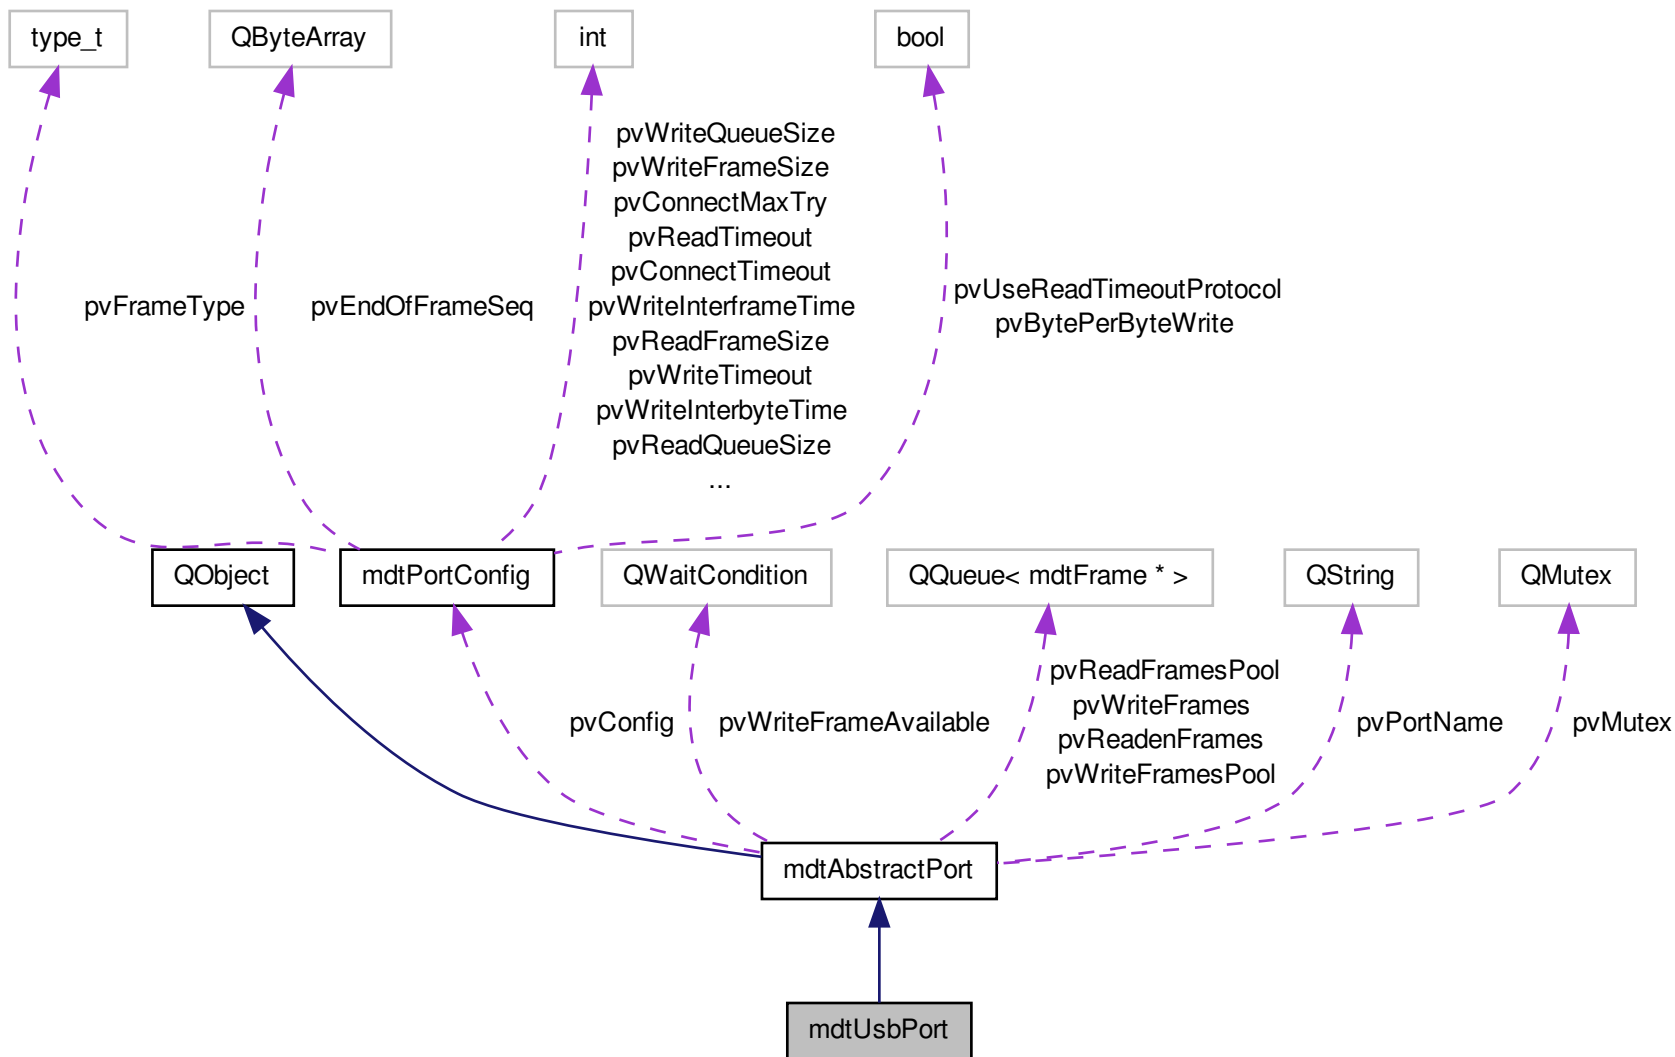 type_t
QByteArray
int
bool
pvWriteQueueSize
pvWriteFrameSize
pvConnectMaxTry
pvReadTimeout
pvConnectTimeout
pvWriteInterframeTime
pvReadFrameSize
pvWriteTimeout
pvWriteInterbyteTime
pvReadQueueSize
...
pvFrameType
pvEndOfFrameSeq
pvUseReadTimeoutProtocol
pvBytePerByteWrite
QObject
mdtPortConfig
QWaitCondition
QQueue< mdtFrame * >
QString
QMutex
pvConfig
pvWriteFrameAvailable
pvReadFramesPool
pvWriteFrames
pvReadenFrames
pvWriteFramesPool
pvPortName
pvMutex
mdtAbstractPort
mdtUsbPort